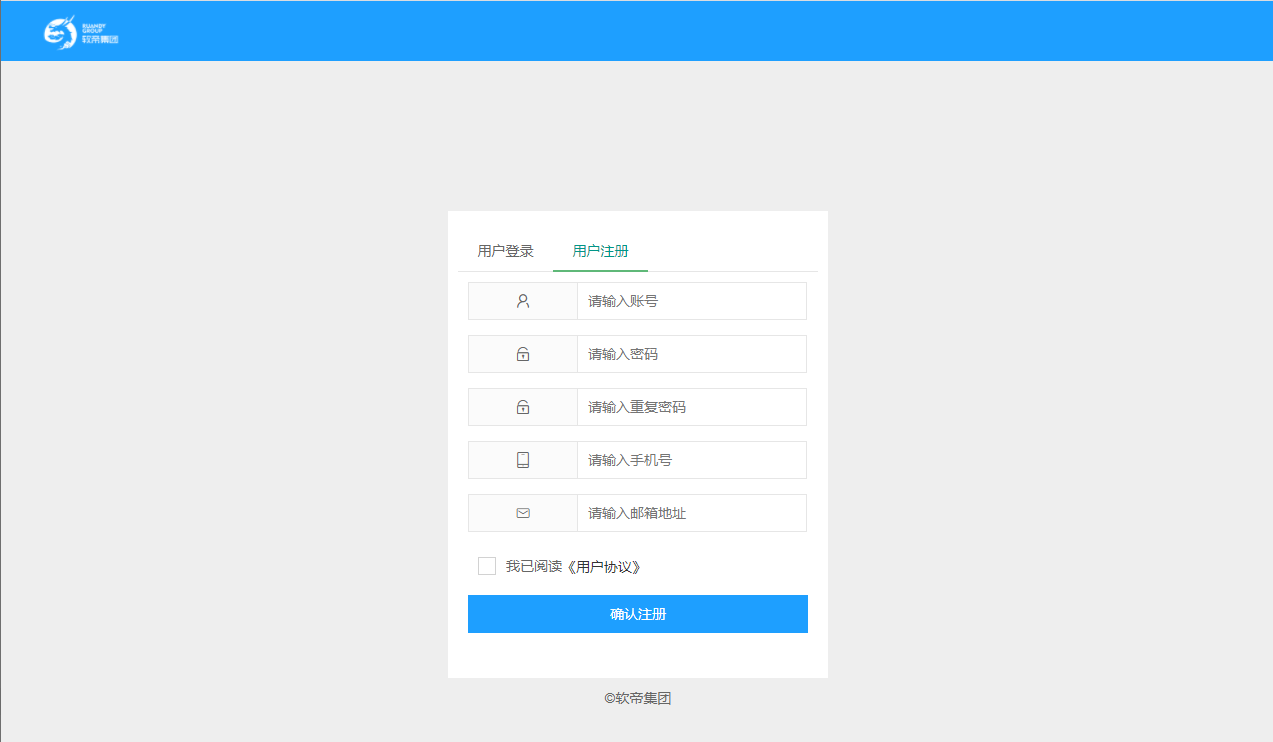 RUANDY
GROUP
软帝集团
用户登录 用户注册
请输入账号
请输入密码
请输入重复密码
请输入手机号
请输入邮箱地址
我已阅读《用户协议》
确认注册
©软帝集团